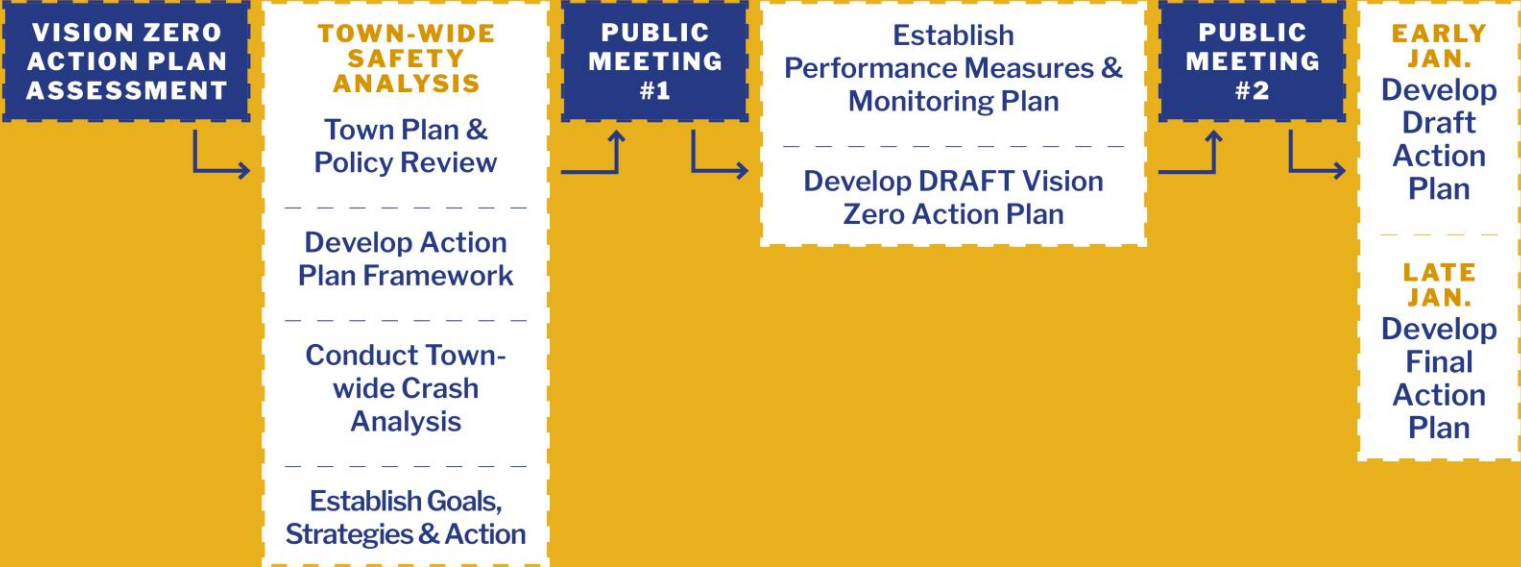 VISION ZERO
ACTION PLAN
ASSESSMENT
TOWN-WIDE
SAFETY
ANALYSIS
Town Plan &
Policy Review
Develop Action
Plan Framework
Conduct Town-
wide Crash
Analysis
Establish Goals,
Strategies & Action
PUBLIC
MEETING
#1
Establish
Performance Measures &
Monitoring Plan
Develop DRAFT Vision
Zero Action Plan
PUBLIC
MEETING
#2
EARLY
JAN.
Develop
Draft
Action
Plan
LATE
JAN.
Develop
Final
Action
Plan